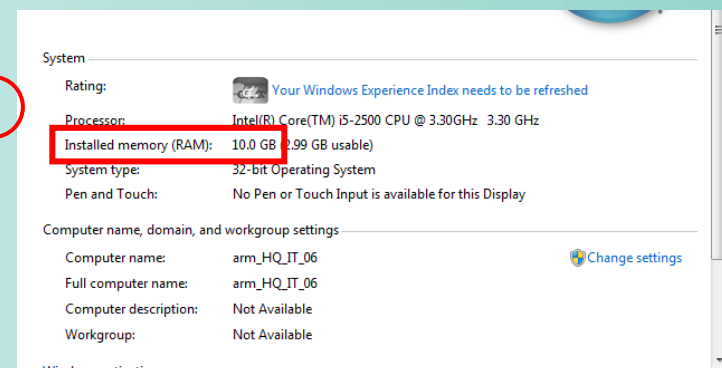 System
Rating: Your Windows Experience Index needs to be refreshed
Processor: Intel(R) Core(TM) i5-2500 CPU @ 3.30GHz 3.30 GHz
Installed memory (RAM): 10.0 GB (2.99 GB usable)
System type: 32-bit Operating System
Pen and Touch: No Pen or Touch Input is available for this Display
Computer name, domain, and workgroup settings
Computer name: arm_HQ_IT_06 Change settings
Full computer name: arm_HQ_IT_06
Computer description: Not Available
Workgroup: Not Available